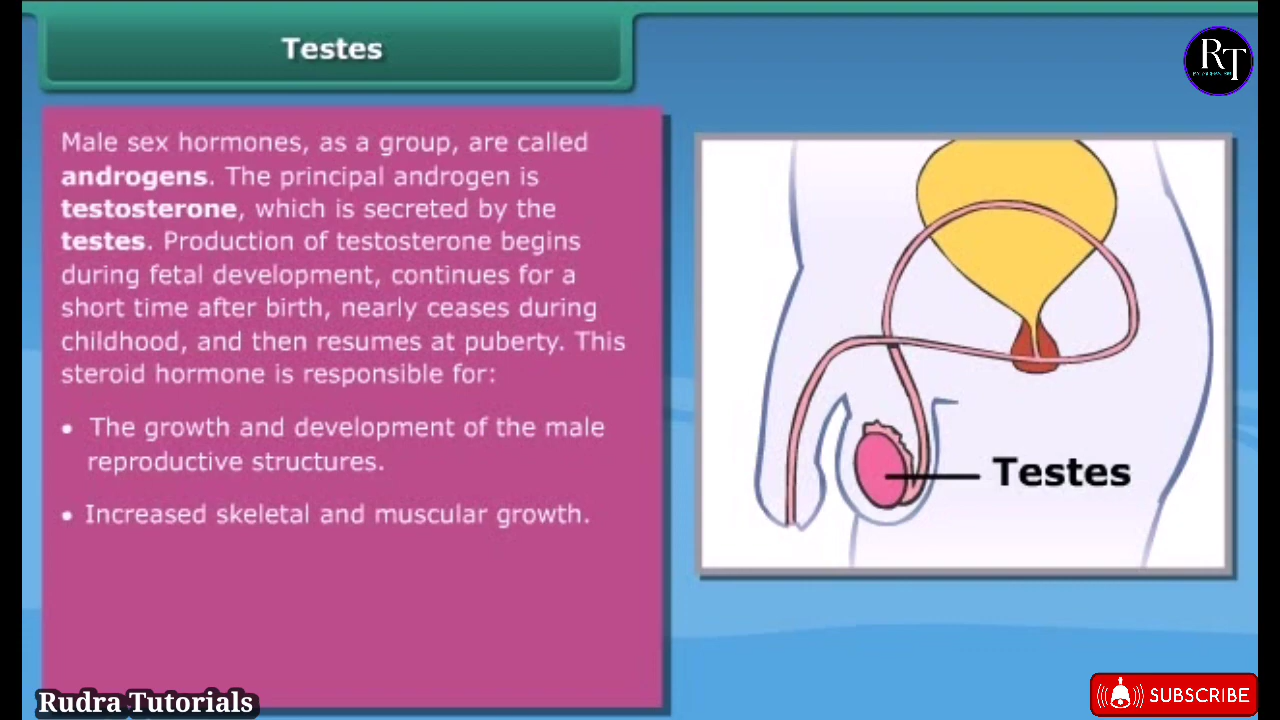 Testes
RT
Male sex hormones, as a group, are called
androgens. The principal androgen is
testosterone, which is secreted by the
testes. Production of testosterone begins
during fetal development, continues for a
short time after birth, nearly ceases during
childhood, and then resumes at puberty. This
steroid hormone is responsible for:
• The growth and development of the male
reproductive structures.
• Increased skeletal and muscular growth.
Testes
Rudra Tutorials
SUBSCRIBE